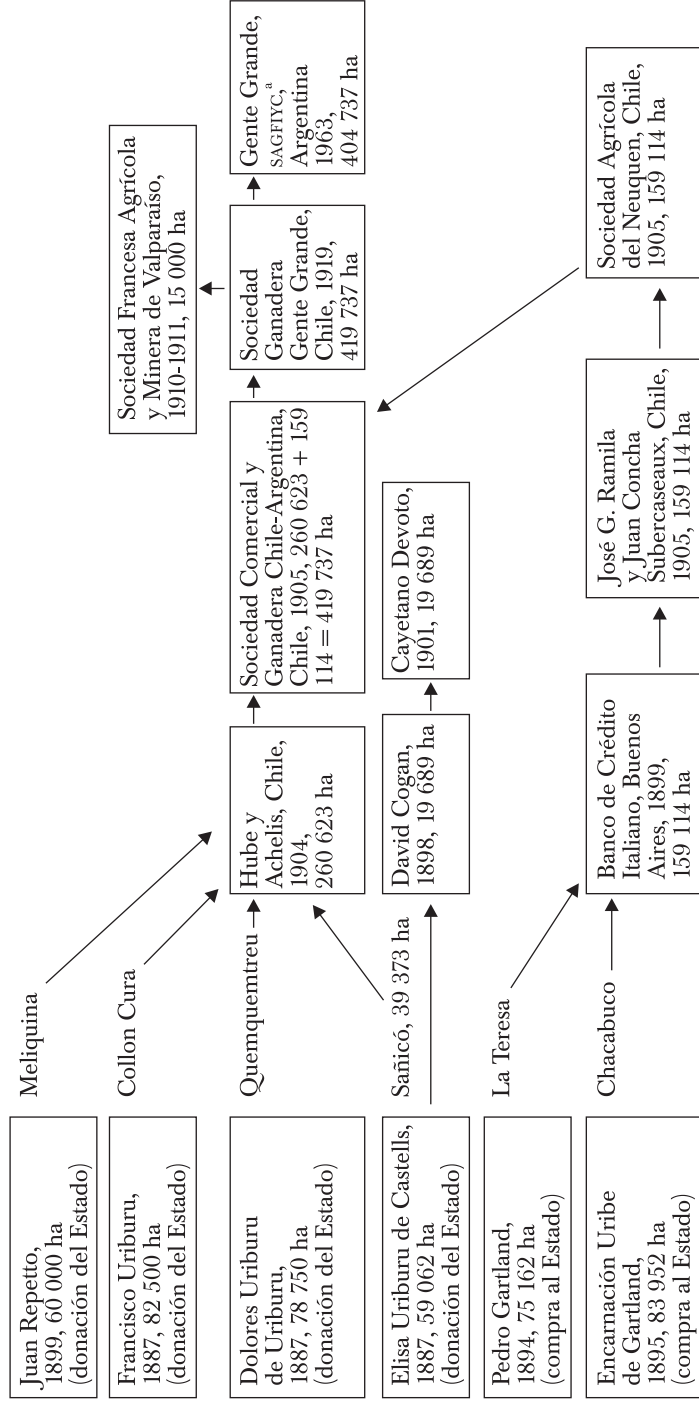 Juan Repetto,
1899, 60 000 ha
(donación del Estado)
Meliquina
Francisco Uriburu,
1887, 82 500 ha
(donación del Estado)
Collon Cura
Sociedad Francesa Agrícola
y Minera de Valparaíso,
1910-1911, 15 000 ha
Dolores Uriburu
de Uriburu,
1887, 78 750 ha
(donación del Estado)
Quemquemtreu
Hube y
Achelis, Chile,
1904,
260 623 ha
Sociedad Comercial y
Ganadera Chile-Argentina,
Chile, 1905, 260 623 + 159
114 = 419 737 ha
Sociedad
Ganadera
Gente Grande,
Chile, 1919,
419 737 ha
Gente Grande,
SAGFIYC,ª
Argentina
1963,
404 737 ha
Elisa Uriburu de Castells,
1887, 59 062 ha
(donación del Estado)
Sañicó, 39 373 ha
David Cogan,
1898, 19 689 ha
Cayetano Devoto,
1901, 19 689 ha
Pedro Gartland,
1894, 75 162 ha
(compra al Estado)
La Teresa
Encarnación Uribe
de Gartland,
1895, 83 952 ha
(compra al Estado)
Chacabuco
Banco de Crédito
Italiano, Buenos
Aires, 1899,
159 114 ha
José G. Ramila
y Juan Concha
Subercaseaux, Chile,
1905, 159 114 ha
Sociedad Agrícola
del Neuquen, Chile,
1905, 159 114 ha